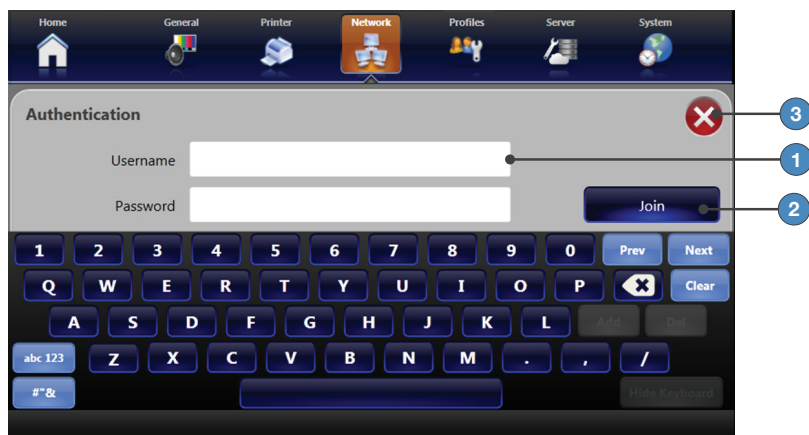 Home General Printer Network Profiles Server System
Authentication
3
Username
1
Password
Join
2
1 2 3 4 5 6 7 8 9 0 Prev Next
Q W E R T Y U I O P Clear
A S D F G H J K L Add Del
abc 123 Z X C V B N M . , /
#"& Hide Keyboard